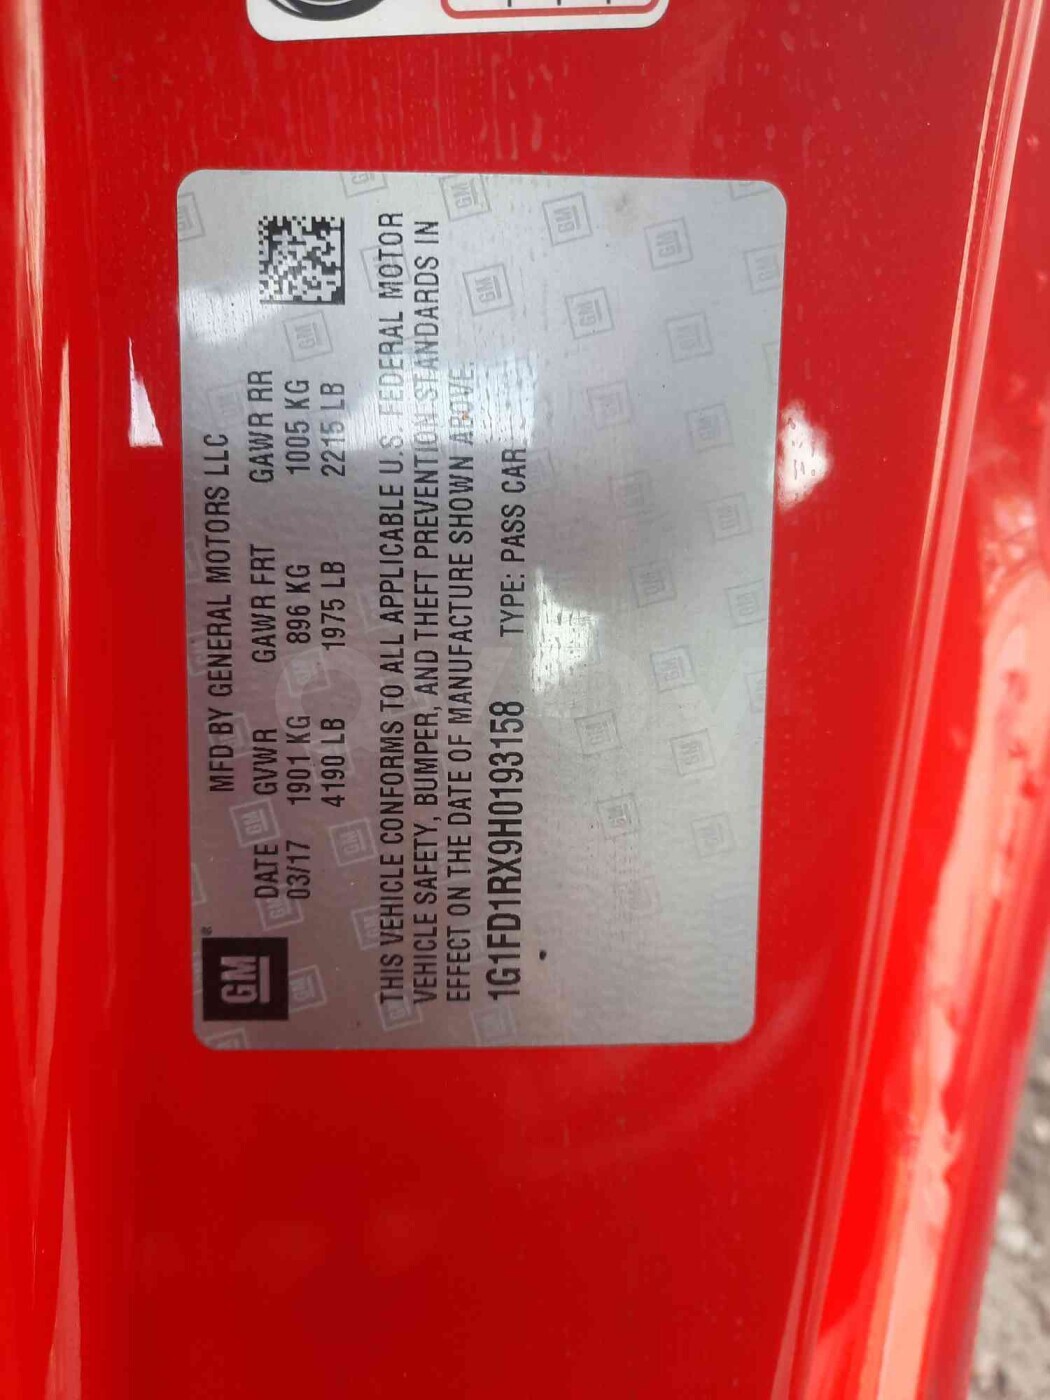 GM
MFD BY GENERAL MOTORS LLC
DATE GVWR GAWR FRT GAWR RR
03/17 1901 KG 896 KG 1005 KG
4190 LB 1975 LB 2215 LB
THIS VEHICLE CONFORMS TO ALL APPLICABLE U.S. FEDERAL MOTOR
VEHICLE SAFETY, BUMPER, AND THEFT PREVENTION STANDARDS IN
EFFECT ON THE DATE OF MANUFACTURE SHOWN ABOVE.
1G1FD1RX9H0193158 TYPE: PASS CAR